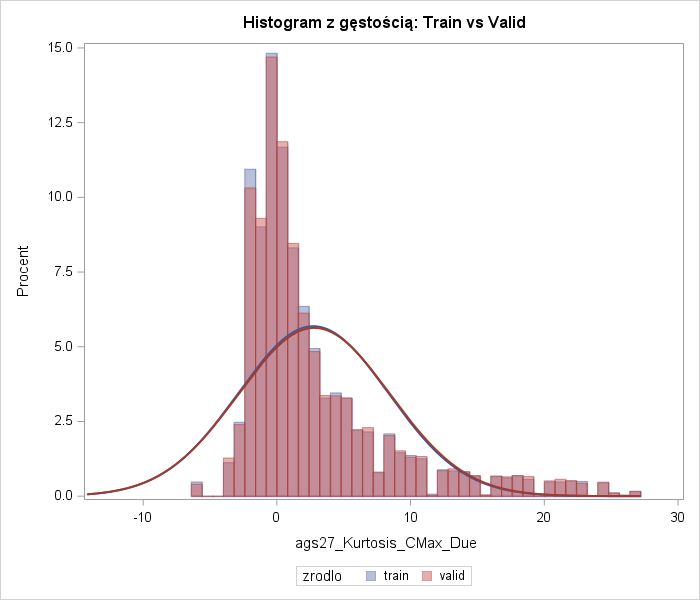 Histogram z gęstością: Train vs Valid
15.0
12.5
10.0
7.5
5.0
2.5
0.0
Procent
-10 0 10 20 30
ags27_Kurtosis_CMax_Due
zrodlo train valid